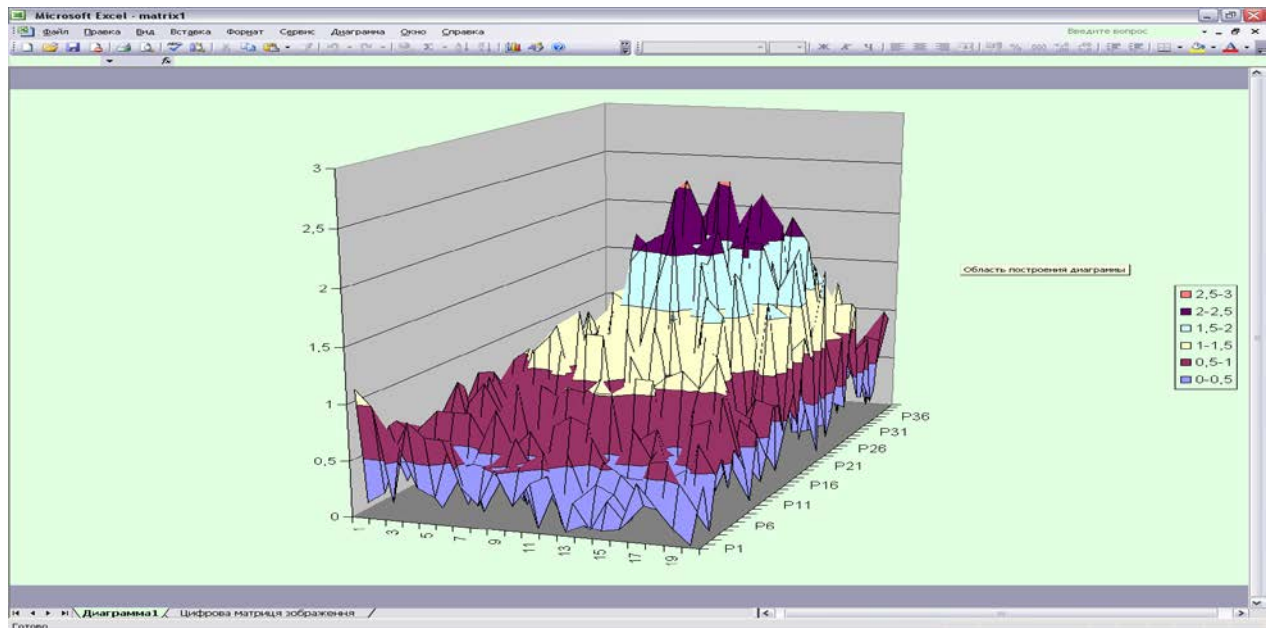 Microsoft Excel - matrix1
Файл Правка Вид Вставка Формат Сервис Диаграмма Окно Справка
Введите вопрос
fx
3
2,5
2
1,5
1
0,5
0
1 3 5 7 9 11 13 15 17 19
P1
P6
P11
P16
P21
P26
P31
P36
Область построения диаграммы
2,5-3
2-2,5
1,5-2
1-1,5
0,5-1
0-0,5
Диаграмма1 Цифрова матриця зображення
Готово